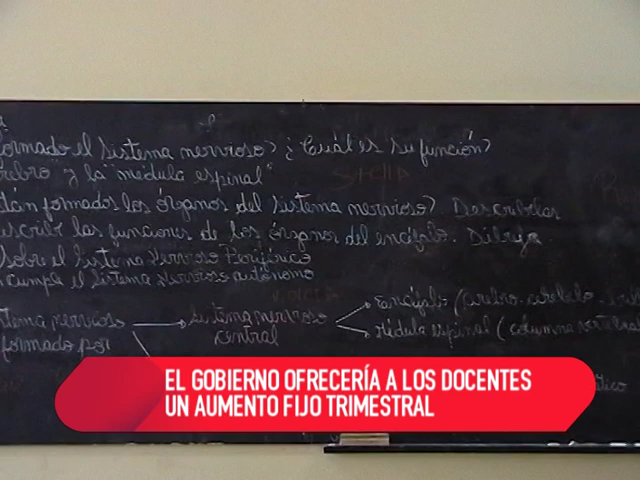 formado el sistema nervioso? ¿Cuál es su función?
cerebro" y la "médula espinal"
están formados los órganos del sistema nervioso? Describelas
describir las funciones de los órganos del encéfalo. Dibuja
sobre el Sistema Nervioso Periférico
cumple el Sistema Nervioso autónomo
sistema nervioso → sistema nervioso central
formado por
Encéfalo (cerebro - cerebelo -
Médula espinal (columna vertebral
EL GOBIERNO OFRECERÍA A LOS DOCENTES
UN AUMENTO FIJO TRIMESTRAL